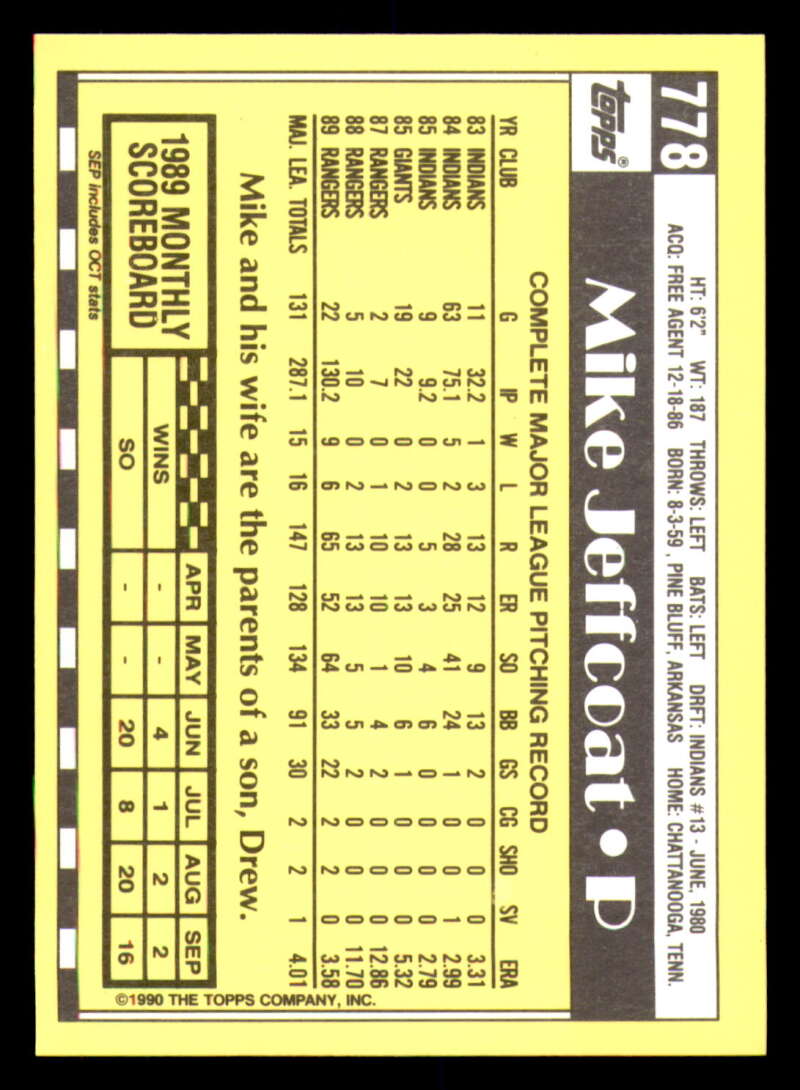 778
topps®
HT: 6'2" WT: 187 THROWS: LEFT BATS: LEFT DRFT: INDIANS #13 - JUNE, 1980
ACQ: FREE AGENT 12-18-86 BORN: 8-3-59, PINE BLUFF, ARKANSAS HOME: CHATTANOOGA, TENN.
Mike Jeffcoat • P
COMPLETE MAJOR LEAGUE PITCHING RECORD
YR CLUB G IP W L R ER SO BB GS CG SHO SV ERA
83 INDIANS 11 32.2 1 3 13 12 9 13 2 0 0 0 3.31
84 INDIANS 63 75.1 5 2 28 25 41 24 1 0 0 1 2.99
85 INDIANS 9 9.2 0 0 5 3 4 6 0 0 0 0 2.79
85 GIANTS 19 22 0 2 13 13 10 6 1 0 0 0 5.32
87 RANGERS 2 7 0 1 10 10 1 4 2 0 0 0 12.86
88 RANGERS 5 10 0 2 13 13 5 5 2 0 0 0 11.70
89 RANGERS 22 130.2 9 6 65 52 64 33 22 2 2 0 3.58
MAJ. LEA. TOTALS 131 287.1 15 16 147 128 134 91 30 2 2 1 4.01
Mike and his wife are the parents of a son, Drew.
1989 MONTHLY
SCOREBOARD
APR MAY JUN JUL AUG SEP
WINS - - 4 1 2 2
SO - - 20 8 20 16
SEP includes OCT stats
©1990 THE TOPPS COMPANY, INC.